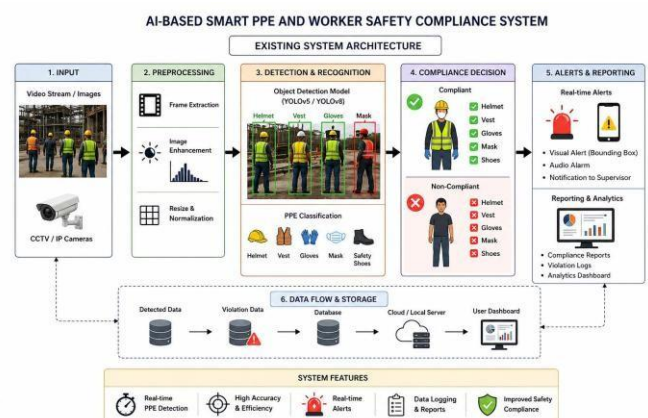 AI-BASED SMART PPE AND WORKER SAFETY COMPLIANCE SYSTEM
EXISTING SYSTEM ARCHITECTURE
1. INPUT
Video Stream / Images
CCTV / IP Cameras
2. PREPROCESSING
Frame Extraction
Image
Enhancement
Resize &
Normalization
3. DETECTION & RECOGNITION
Object Detection Model
(YOLOv5 / YOLOv8)
Helmet
Vest
Gloves
Mask
PPE Classification
Helmet
Vest
Gloves
Mask
Safety
Shoes
4. COMPLIANCE DECISION
Compliant
Helmet
Vest
Gloves
Mask
Shoes
Non-Compliant
Helmet
Vest
Gloves
Mask
Shoes
5. ALERTS & REPORTING
Real-time Alerts
• Visual Alert (Bounding Box)
• Audio Alarm
• Notification to Supervisor
Reporting & Analytics
• Compliance Reports
• Violation Logs
• Analytics Dashboard
6. DATA FLOW & STORAGE
Detected Data
Violation Data
Database
Cloud / Local Server
User Dashboard
SYSTEM FEATURES
Real-time
PPE Detection
High Accuracy
& Efficiency
Real-time
Alerts
Data Logging
& Reports
Improved Safety
Compliance